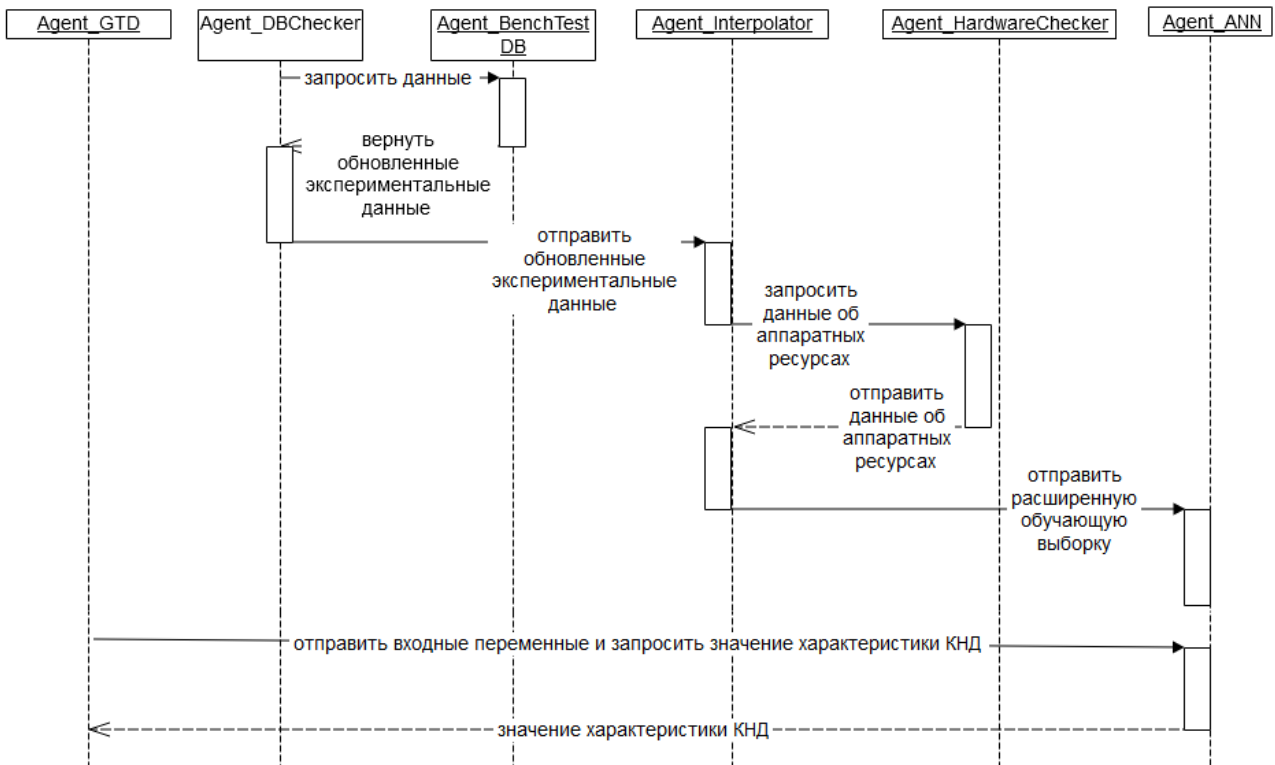 Agent_GTD
Agent_DBChecker
Agent_BenchTest
DB
Agent_Interpolator
Agent_HardwareChecker
Agent_ANN
запросить данные
вернуть
обновленные
экспериментальные
данные
отправить
обновленные
экспериментальные
данные
запросить
данные об
аппаратных
ресурсах
отправить
данные об
аппаратных
ресурсах
отправить
расширенную
обучающую
выборку
отправить входные переменные и запросить значение характеристики КНД
значение характеристики КНД